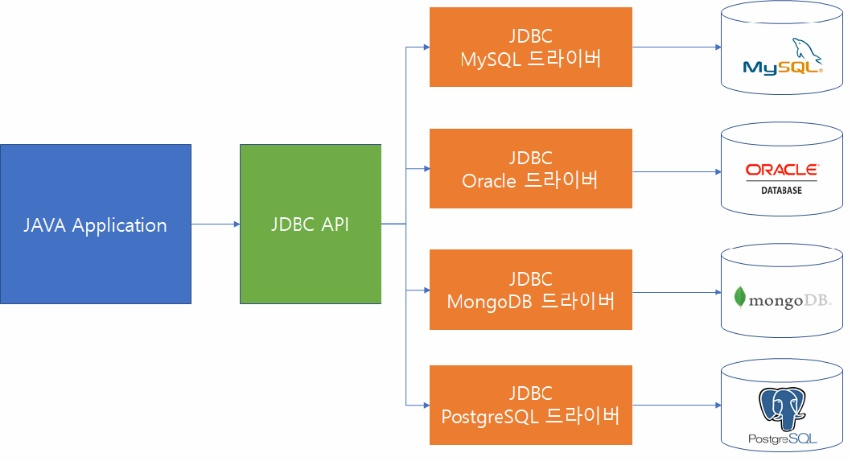 JAVA Application
JDBC API
JDBC
MySQL 드라이버
MySQL®
JDBC
Oracle 드라이버
ORACLE®
DATABASE
JDBC
MongoDB 드라이버
mongoDB.
JDBC
PostgreSQL 드라이버
PostgreSQL